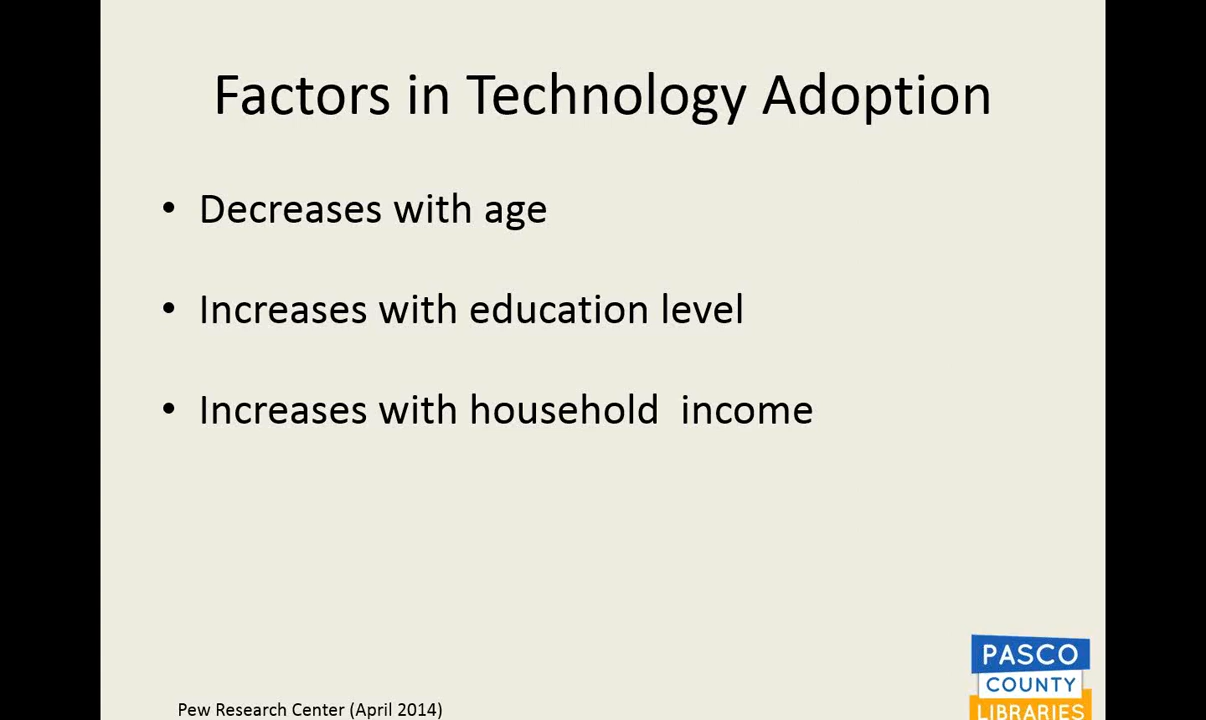 Factors in Technology Adoption
• Decreases with age
• Increases with education level
• Increases with household  income
Pew Research Center (April 2014)
PASCO
COUNTY
LIBRARIES